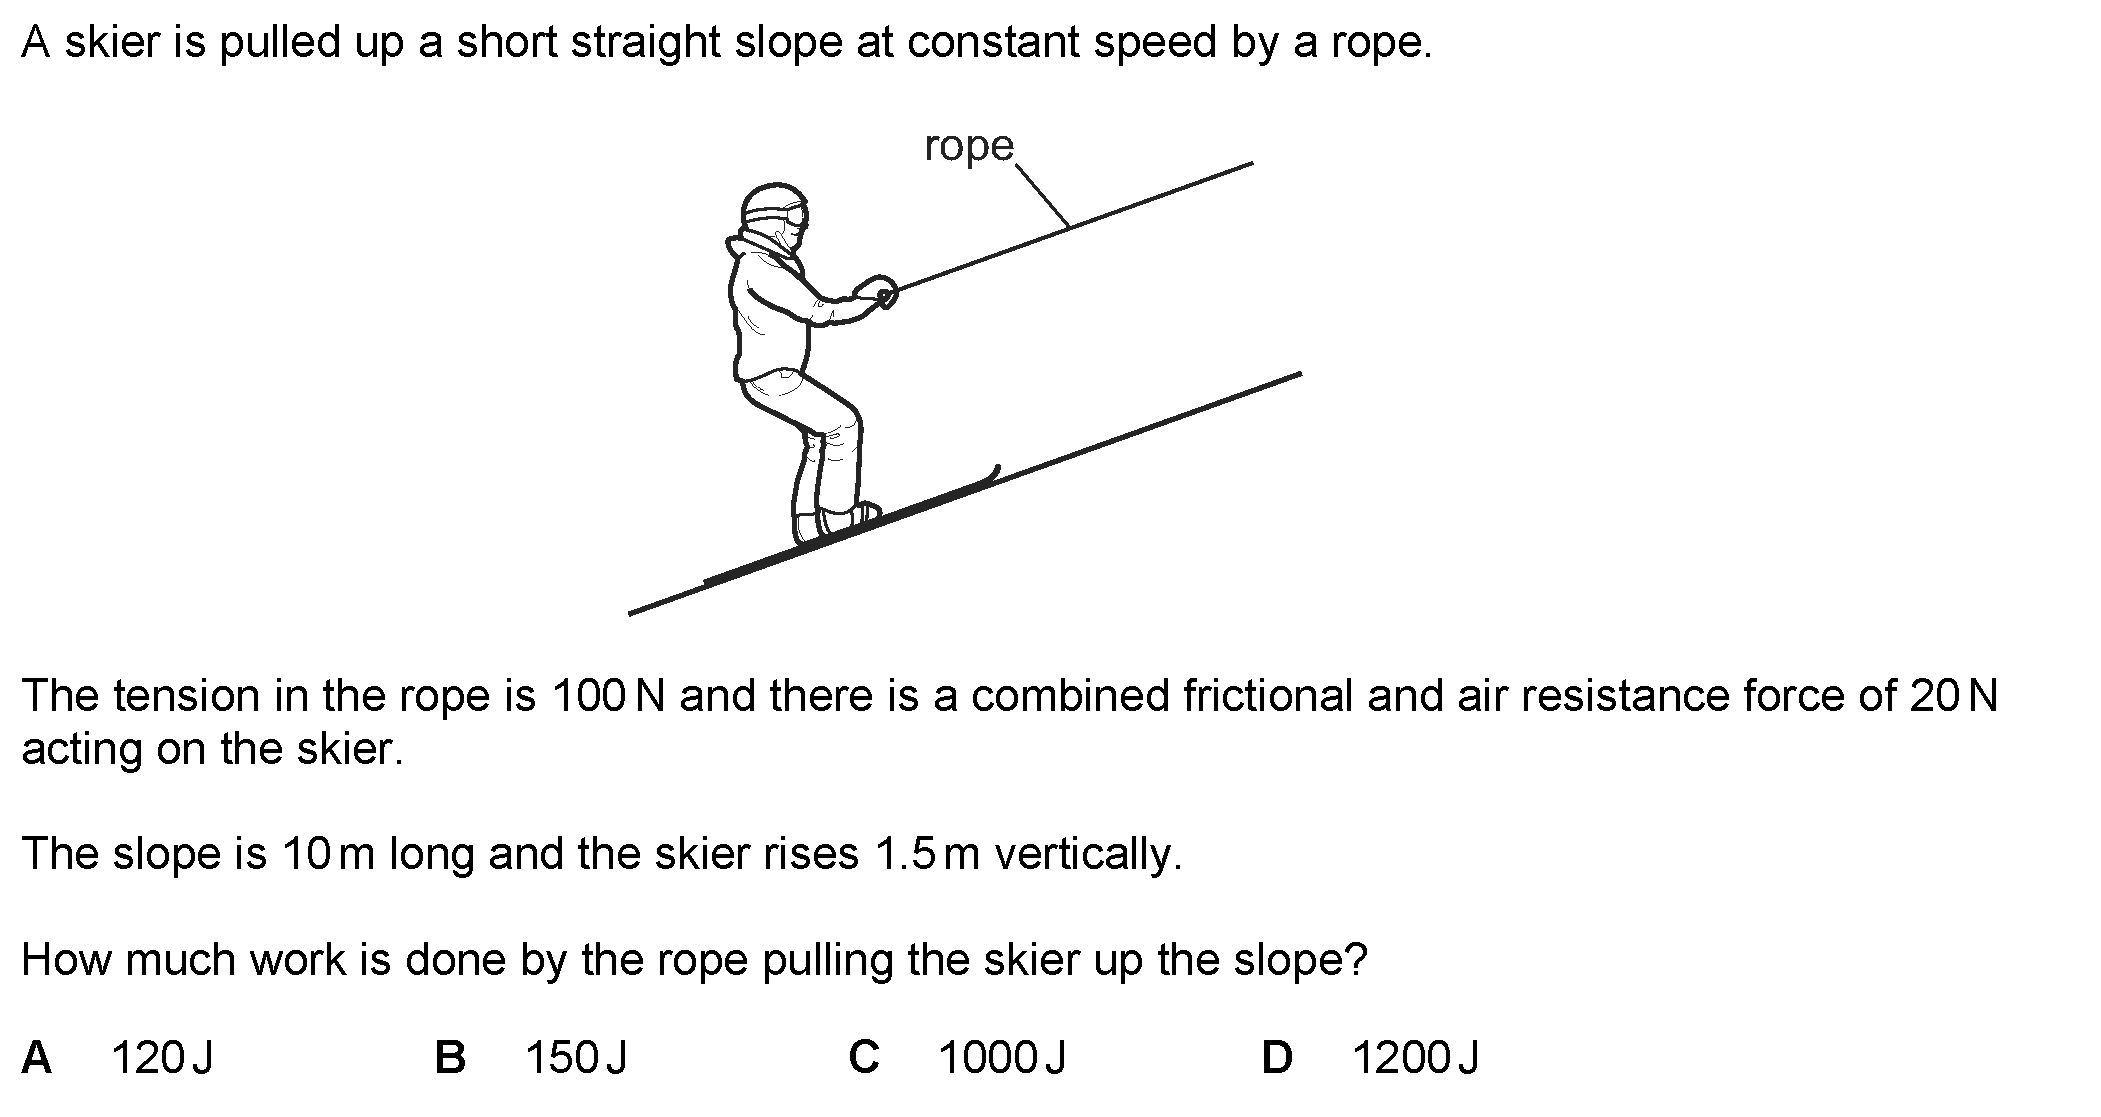 A skier is pulled up a short straight slope at constant speed by a rope.
rope
The tension in the rope is 100 N and there is a combined frictional and air resistance force of 20 N
acting on the skier.
The slope is 10 m long and the skier rises 1.5 m vertically.
How much work is done by the rope pulling the skier up the slope?
A 120 J B 150 J C 1000 J D 1200 J